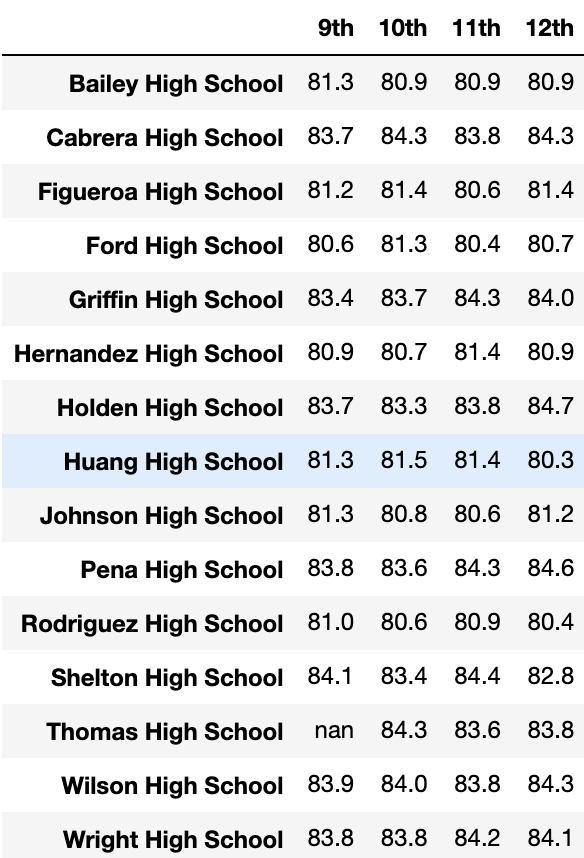 9th 10th 11th 12th
Bailey High School 81.3 80.9 80.9 80.9
Cabrera High School 83.7 84.3 83.8 84.3
Figueroa High School 81.2 81.4 80.6 81.4
Ford High School 80.6 81.3 80.4 80.7
Griffin High School 83.4 83.7 84.3 84.0
Hernandez High School 80.9 80.7 81.4 80.9
Holden High School 83.7 83.3 83.8 84.7
Huang High School 81.3 81.5 81.4 80.3
Johnson High School 81.3 80.8 80.6 81.2
Pena High School 83.8 83.6 84.3 84.6
Rodriguez High School 81.0 80.6 80.9 80.4
Shelton High School 84.1 83.4 84.4 82.8
Thomas High School nan 84.3 83.6 83.8
Wilson High School 83.9 84.0 83.8 84.3
Wright High School 83.8 83.8 84.2 84.1